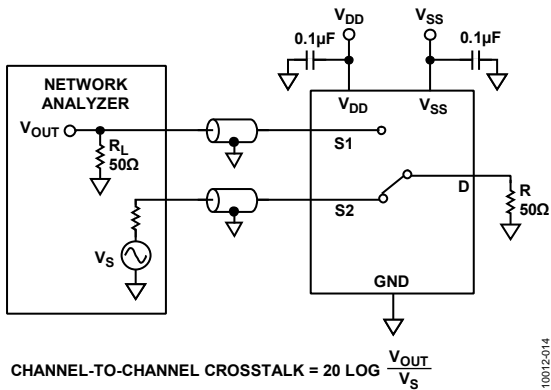 VDD
VSS
0.1µF
0.1µF
NETWORK
ANALYZER
VDD
VSS
VOUT
RL
50Ω
S1
S2
D
R
50Ω
VS
GND
CHANNEL-TO-CHANNEL CROSSTALK = 20 LOG VOUT
VS
10012-014